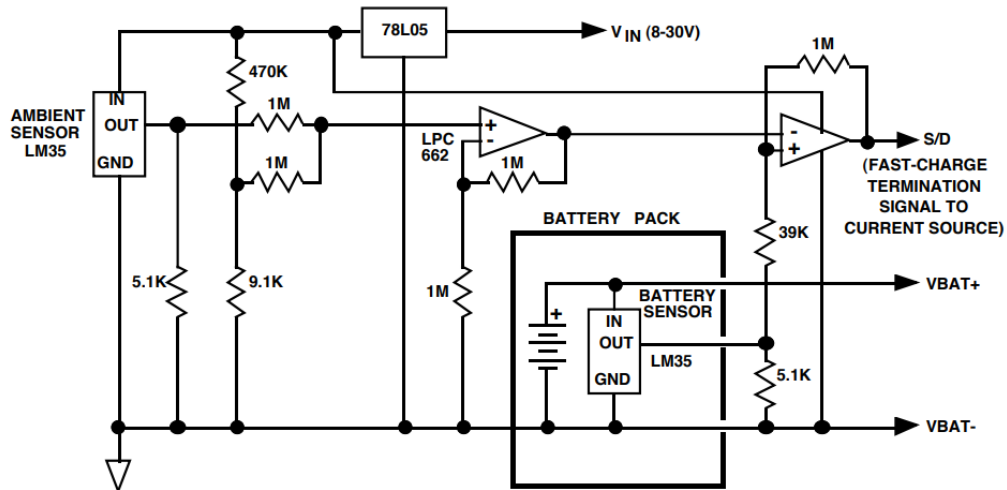 78L05
V IN (8-30V)
1M
470K
IN
AMBIENT
SENSOR
LM35
OUT
GND
1M
1M
LPC
662
+
-
1M
-
+
S/D
(FAST-CHARGE
TERMINATION
SIGNAL TO
CURRENT SOURCE)
BATTERY PACK
39K
5.1K
9.1K
1M
+
BATTERY
SENSOR
IN
OUT
GND
LM35
VBAT+
5.1K
VBAT-